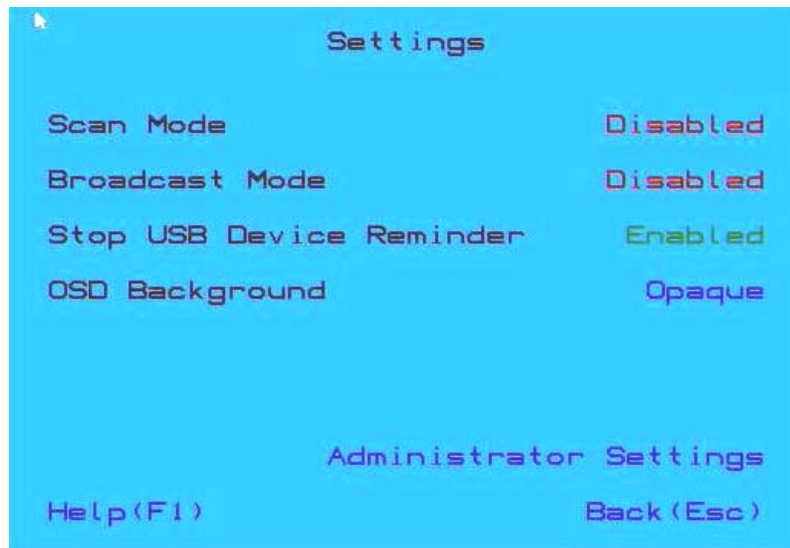 Settings
Scan Mode Disabled
Broadcast Mode Disabled
Stop USB Device Reminder Enabled
OSD Background Opaque
Administrator Settings
Help(F1) Back(Esc)